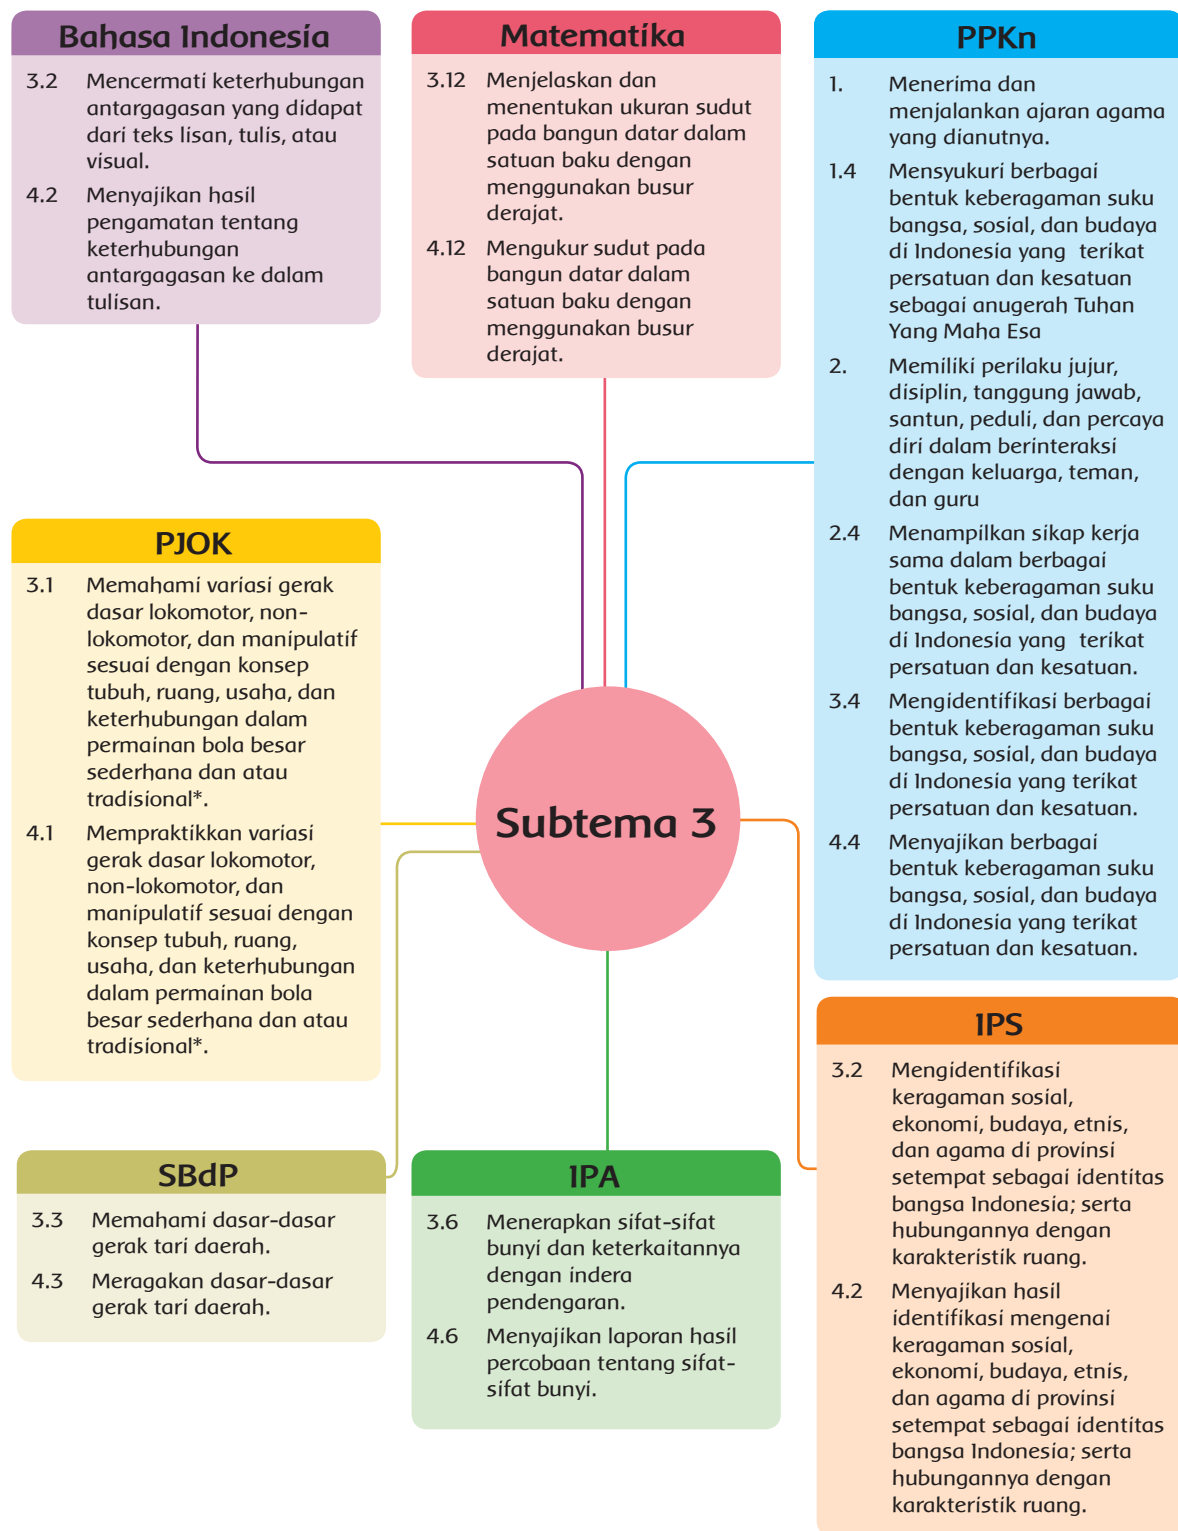 Bahasa Indonesia
3.2 Mencermati keterhubungan
antargagasan yang didapat
dari teks lisan, tulis, atau
visual.
4.2 Menyajikan hasil
pengamatan tentang
keterhubungan
antargagasan ke dalam
tulisan.
Matematika
3.12 Menjelaskan dan
menentukan ukuran sudut
pada bangun datar dalam
satuan baku dengan
menggunakan busur
derajat.
4.12 Mengukur sudut pada
bangun datar dalam
satuan baku dengan
menggunakan busur
derajat.
PPKn
1. Menerima dan
menjalankan ajaran agama
yang dianutnya.
1.4 Mensyukuri berbagai
bentuk keberagaman suku
bangsa, sosial, dan budaya
di Indonesia yang terikat
persatuan dan kesatuan
sebagai anugerah Tuhan
Yang Maha Esa
2. Memiliki perilaku jujur,
disiplin, tanggung jawab,
santun, peduli, dan percaya
diri dalam berinteraksi
dengan keluarga, teman,
dan guru
2.4 Menampilkan sikap kerja
sama dalam berbagai
bentuk keberagaman suku
bangsa, sosial, dan budaya
di Indonesia yang terikat
persatuan dan kesatuan.
3.4 Mengidentifikasi berbagai
bentuk keberagaman suku
bangsa, sosial, dan budaya
di Indonesia yang terikat
persatuan dan kesatuan.
4.4 Menyajikan berbagai
bentuk keberagaman suku
bangsa, sosial, dan budaya
di Indonesia yang terikat
persatuan dan kesatuan.
PJOK
3.1 Memahami variasi gerak
dasar lokomotor, non-
lokomotor, dan manipulatif
sesuai dengan konsep
tubuh, ruang, usaha, dan
keterhubungan dalam
permainan bola besar
sederhana dan atau
tradisional*.
4.1 Mempraktikkan variasi
gerak dasar lokomotor,
non-lokomotor, dan
manipulatif sesuai dengan
konsep tubuh, ruang,
usaha, dan keterhubungan
dalam permainan bola
besar sederhana dan atau
tradisional*.
Subtema 3
SBdP
3.3 Memahami dasar-dasar
gerak tari daerah.
4.3 Meragakan dasar-dasar
gerak tari daerah.
IPA
3.6 Menerapkan sifat-sifat
bunyi dan keterkaitannya
dengan indera
pendengaran.
4.6 Menyajikan laporan hasil
percobaan tentang sifat-
sifat bunyi.
IPS
3.2 Mengidentifikasi
keragaman sosial,
ekonomi, budaya, etnis,
dan agama di provinsi
setempat sebagai identitas
bangsa Indonesia; serta
hubungannya dengan
karakteristik ruang.
4.2 Menyajikan hasil
identifikasi mengenai
keragaman sosial,
ekonomi, budaya, etnis,
dan agama di provinsi
setempat sebagai identitas
bangsa Indonesia; serta
hubungannya dengan
karakteristik ruang.